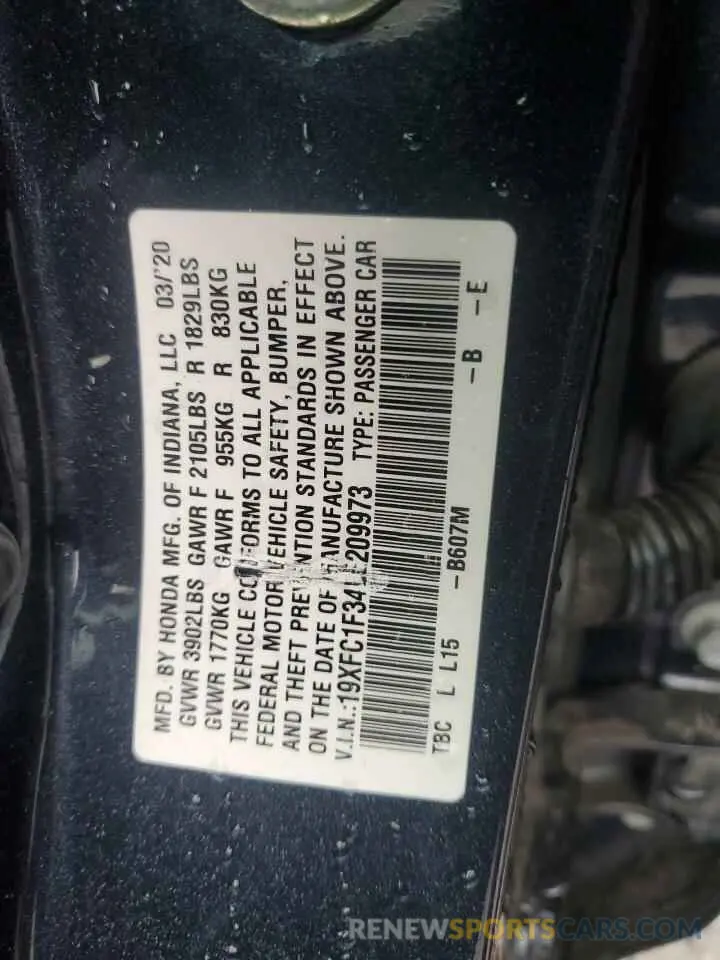 MFD. BY HONDA MFG. OF INDIANA, LLC 03/'20
GVWR 3902LBS GAWR F 2105LBS R 1829LBS
GVWR 1770KG GAWR F 955KG R 830KG
THIS VEHICLE CONFORMS TO ALL APPLICABLE
FEDERAL MOTOR VEHICLE SAFETY, BUMPER,
AND THEFT PREVENTION STANDARDS IN EFFECT
ON THE DATE OF MANUFACTURE SHOWN ABOVE.
V.I.N.: TYPE: PASSENGER CAR
TBC L L15 -B607M -B -E
RENEWSPORTSCARS.COM